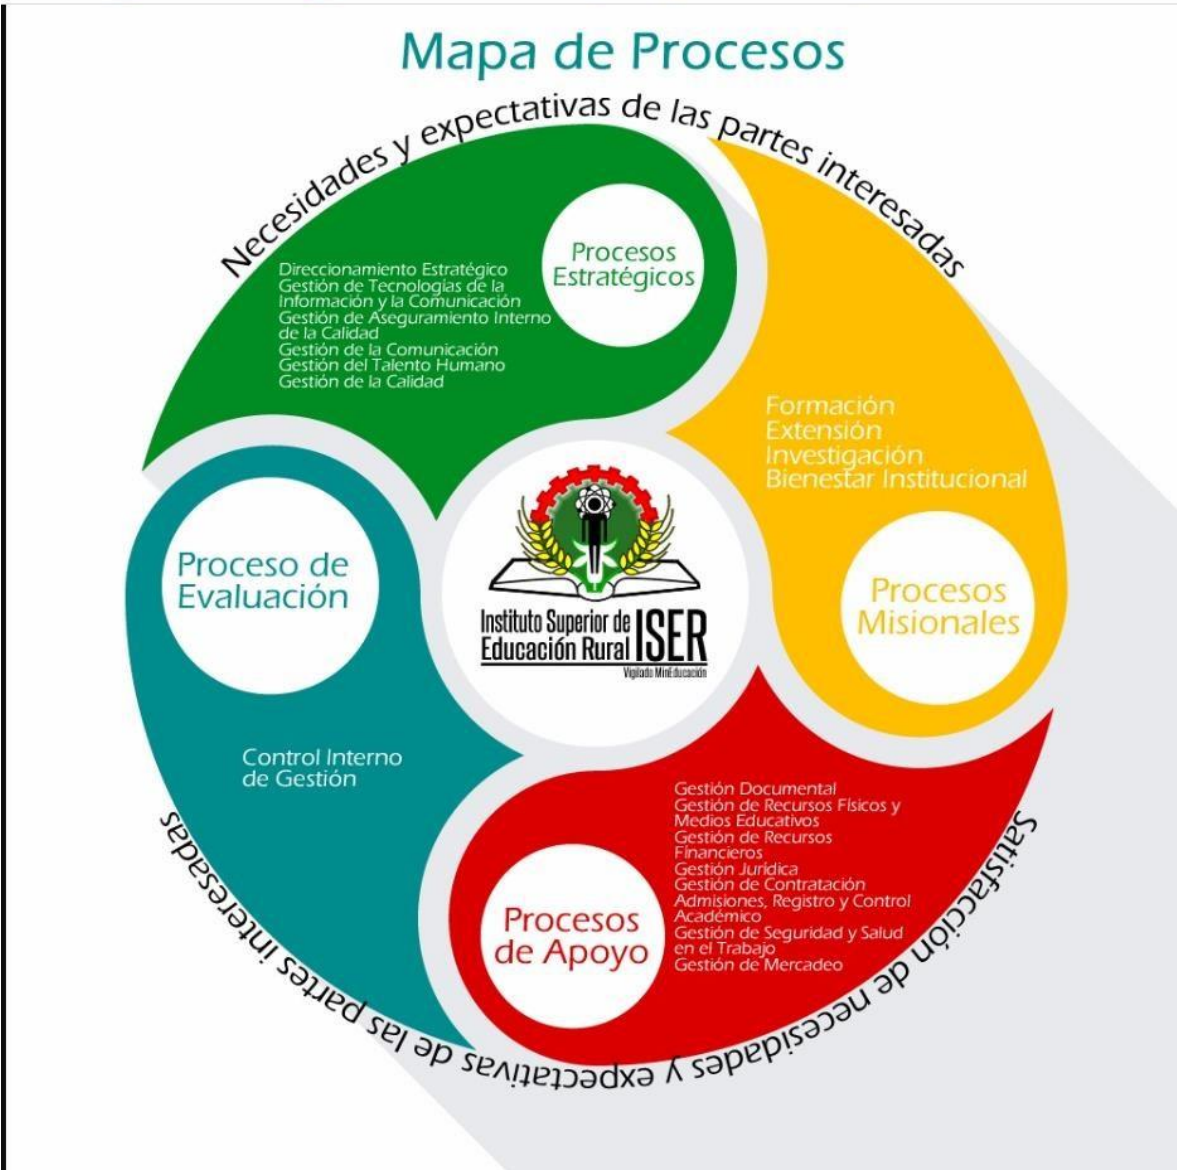 Mapa de Procesos
Necesidades y expectativas de las partes interesadas
Procesos
Estratégicos
Direccionamiento Estratégico
Gestión de Tecnologías de la
Información y la Comunicación
Gestión de Aseguramiento Interno
de la Calidad
Gestión de la Comunicación
Gestión del Talento Humano
Gestión de la Calidad
Formación
Extensión
Investigación
Bienestar Institucional
Procesos
Misionales
Proceso de
Evaluación
Control Interno
de Gestión
Instituto Superior de
Educación Rural
ISER
Vigilado MinEducación
Gestión Documental
Gestión de Recursos Físicos y
Medios Educativos
Gestión de Recursos
Financieros
Gestión Jurídica
Gestión de Contratación
Admisiones, Registro y Control
Académico
Gestión de Seguridad y Salud
en el Trabajo
Gestión de Mercadeo
Procesos
de Apoyo
Satisfacción de necesidades y expectativas de las partes interesadas